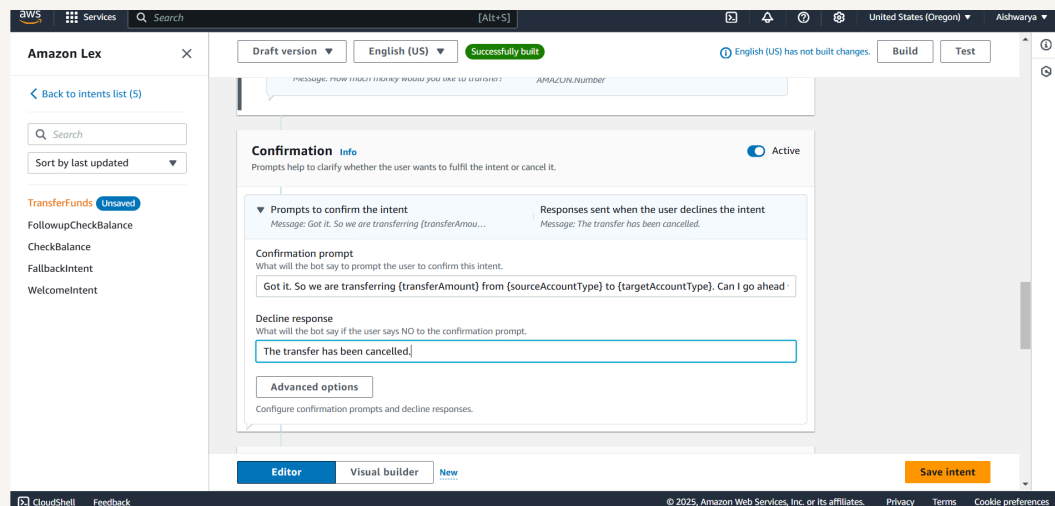 aws Services Search [Alt+S] United States (Oregon) Aishwarya
Amazon Lex
Back to intents list (5)
Search
Sort by last updated
TransferFunds Unsaved
FollowupCheckBalance
CheckBalance
FallbackIntent
WelcomeIntent
Draft version English (US) Successfully built English (US) has not built changes. Build Test
Message: How much money would you like to transfer? AMAZON.Number
Confirmation Info Active
Prompts help to clarify whether the user wants to fulfil the intent or cancel it.
Prompts to confirm the intent Responses sent when the user declines the intent
Message: Got it. So we are transferring {transferAmou... Message: The transfer has been cancelled.
Confirmation prompt
What will the bot say to prompt the user to confirm this intent.
Got it. So we are transferring {transferAmount} from {sourceAccountType} to {targetAccountType}. Can I go ahead
Decline response
What will the bot say if the user says NO to the confirmation prompt.
The transfer has been cancelled.
Advanced options
Configure confirmation prompts and decline responses.
Editor Visual builder New Save intent
CloudShell Feedback © 2025, Amazon Web Services, Inc. or its affiliates. Privacy Terms Cookie preferences